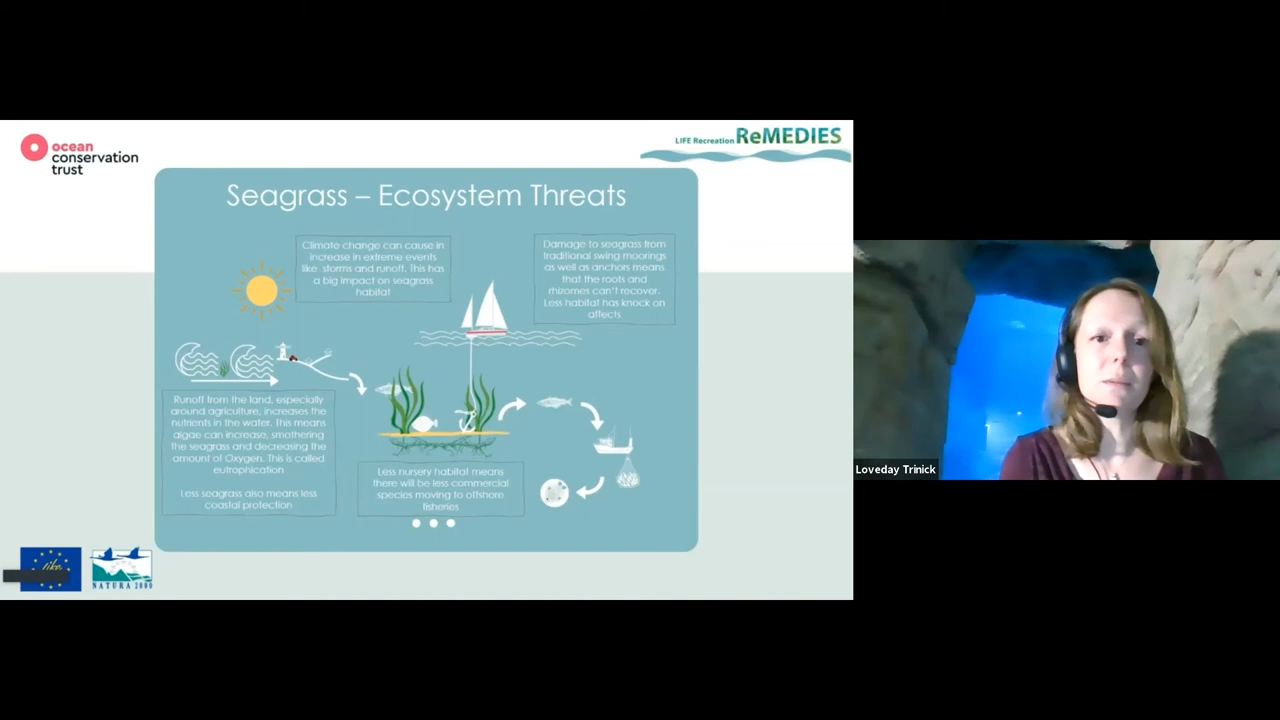 ocean
conservation
trust
LIFE Recreation ReMEDIES
Seagrass – Ecosystem Threats
Climate change can cause in
increase in extreme events
like storms and runoff. This has
a big impact on seagrass
habitat
Damage to seagrass from
traditional swing moorings
as well as anchors means
that the roots and
rhizomes can't recover.
Less habitat has knock on
affects
Runoff from the land, especially
around agriculture, increases the
nutrients in the water. This means
algae can increase, smothering
the seagrass and decreasing the
amount of Oxygen. This is called
eutrophication
Less seagrass also means less
coastal protection
Less nursery habitat means
there will be less commercial
species moving to offshore
fisheries
Loveday Trinick
NATURA 2000